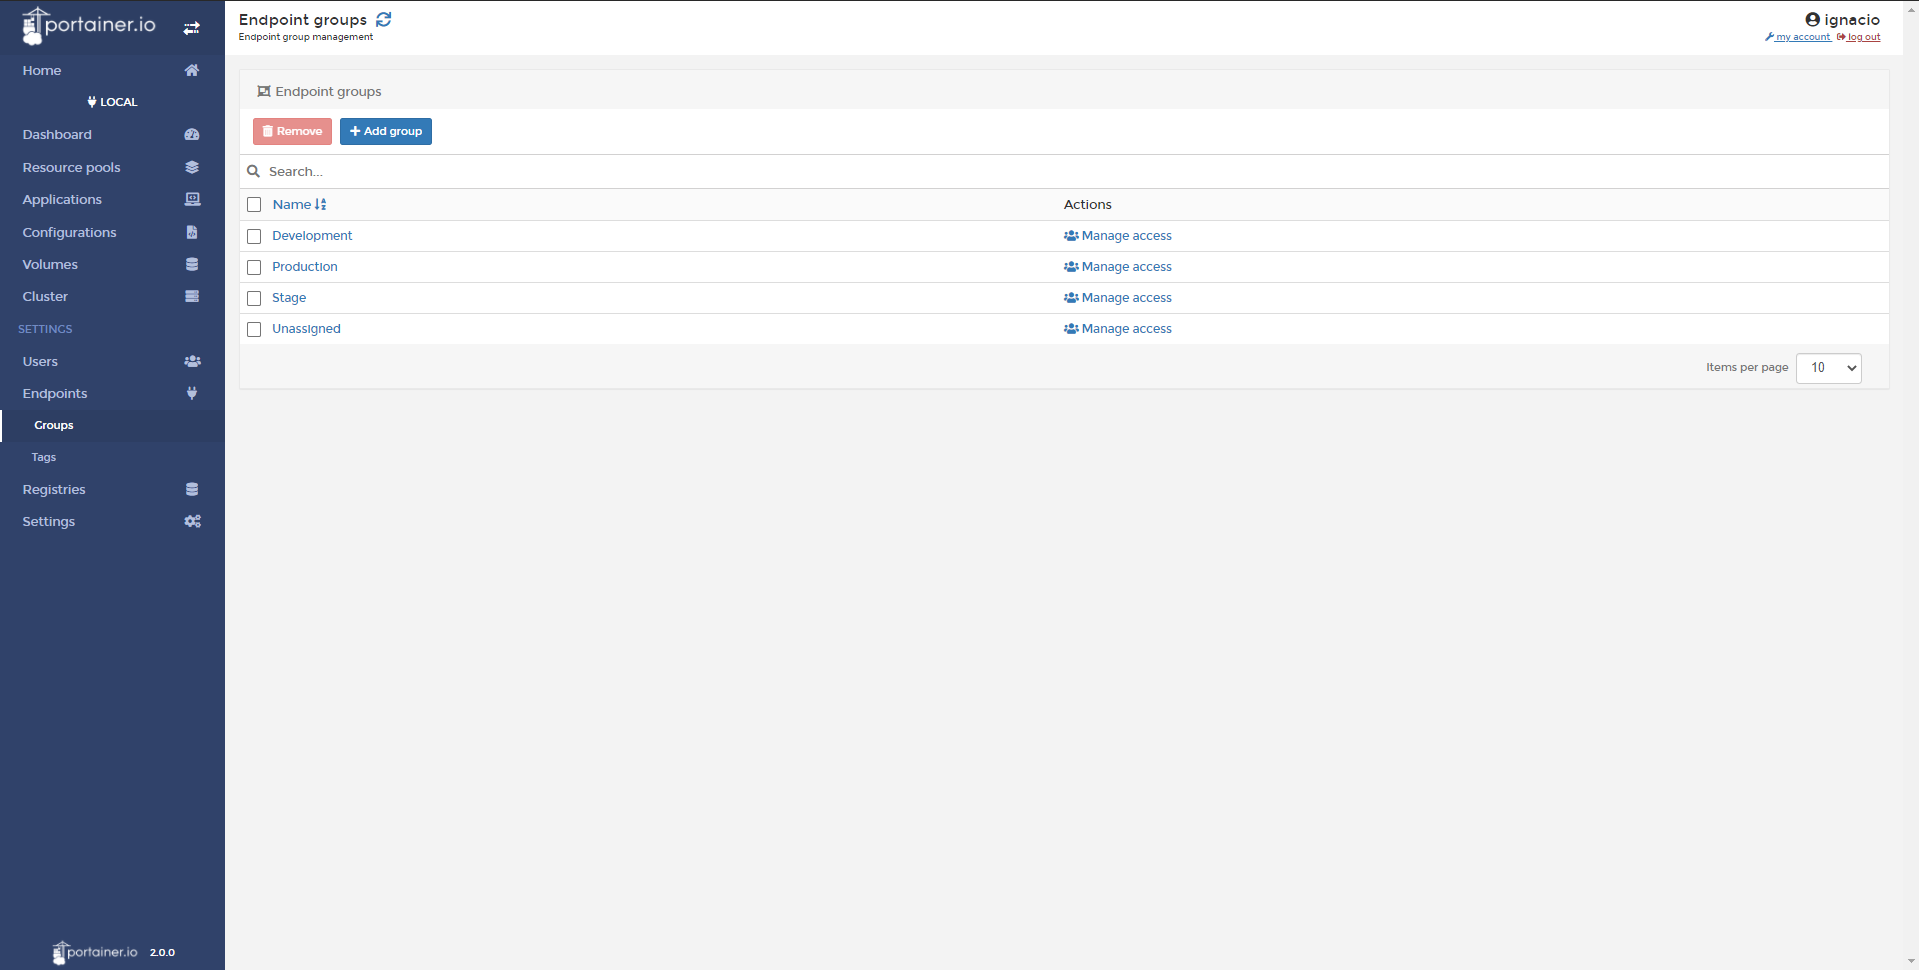 portainer.io
Home
LOCAL
Dashboard
Resource pools
Applications
Configurations
Volumes
Cluster
SETTINGS
Users
Endpoints
Groups
Tags
Registries
Settings
portainer.io 2.0.0
Endpoint groups
Endpoint group management
ignacio
my account log out
Endpoint groups
Remove Add group
Search...
Name Actions
Development Manage access
Production Manage access
Stage Manage access
Unassigned Manage access
Items per page 10